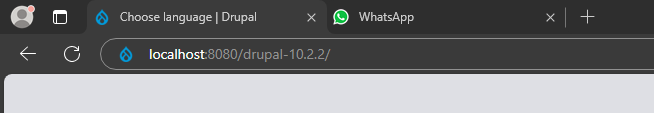 Choose language | Drupal
WhatsApp
localhost:8080/drupal-10.2.2/